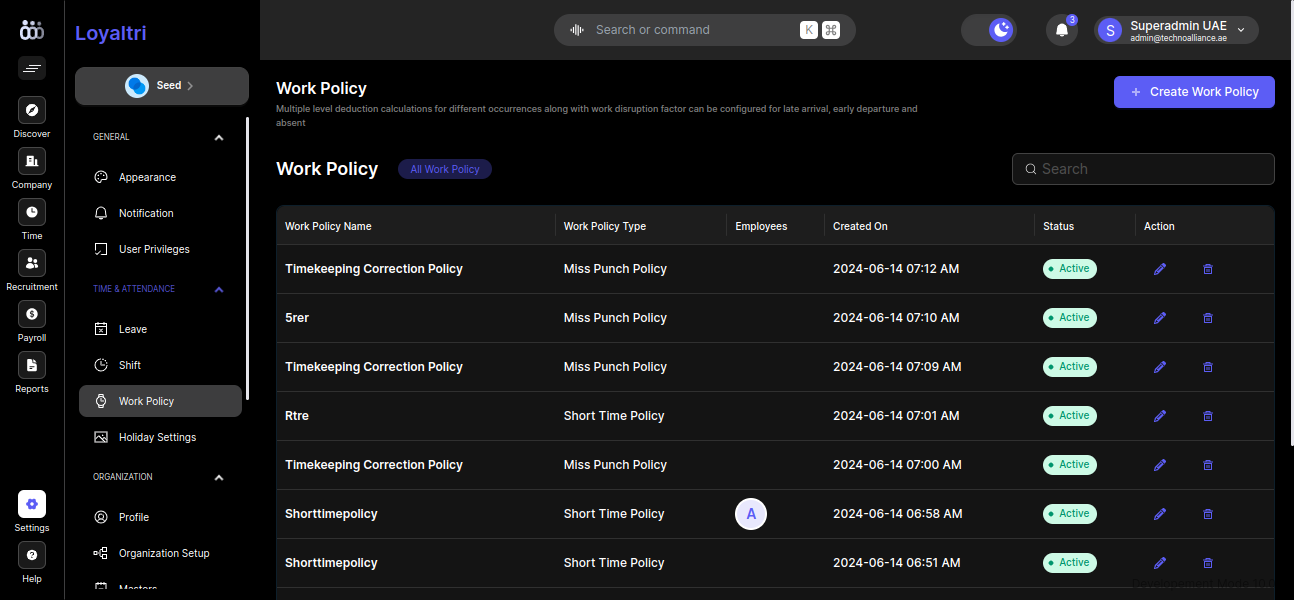 Loyaltri
Search or command
K
⌘
3
S
Superadmin UAE
admin@technoalliance.ae
Seed
Discover
Company
Time
Recruitment
Payroll
$
Reports
Settings
?
Help
GENERAL
Appearance
Notification
User Privileges
TIME & ATTENDANCE
Leave
Shift
Work Policy
Holiday Settings
ORGANIZATION
Profile
Organization Setup
Masters
Work Policy
Multiple level deduction calculations for different occurrences along with work disruption factor can be configured for late arrival, early departure and
absent
+ Create Work Policy
Work Policy
All Work Policy
Search
Work Policy Name Work Policy Type Employees Created On Status Action
Timekeeping Correction Policy Miss Punch Policy 2024-06-14 07:12 AM Active
5rer Miss Punch Policy 2024-06-14 07:10 AM Active
Timekeeping Correction Policy Miss Punch Policy 2024-06-14 07:09 AM Active
Rtre Short Time Policy 2024-06-14 07:01 AM Active
Timekeeping Correction Policy Miss Punch Policy 2024-06-14 07:00 AM Active
Shorttimepolicy Short Time Policy A 2024-06-14 06:58 AM Active
Shorttimepolicy Short Time Policy 2024-06-14 06:51 AM Active